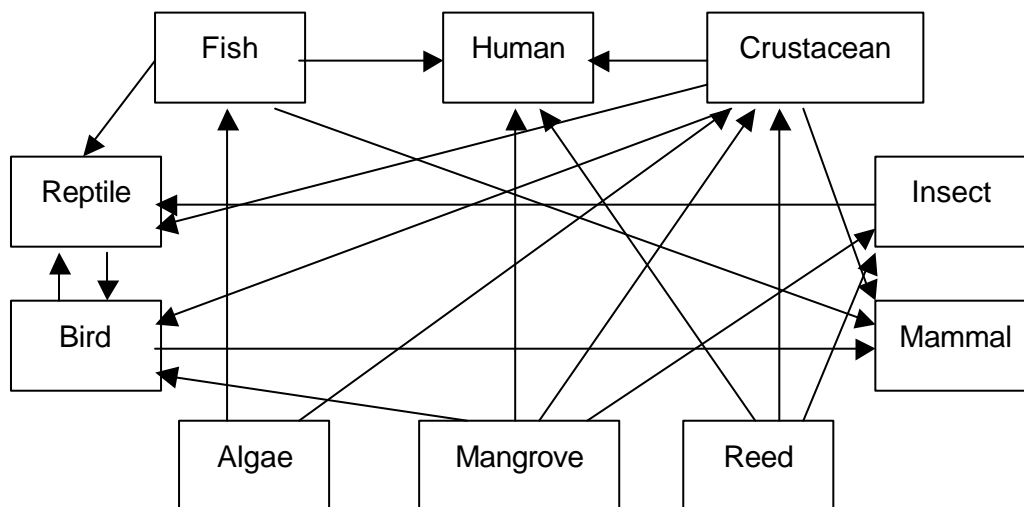 Fish
Human
Crustacean
Reptile
Insect
Bird
Mammal
Algae
Mangrove
Reed